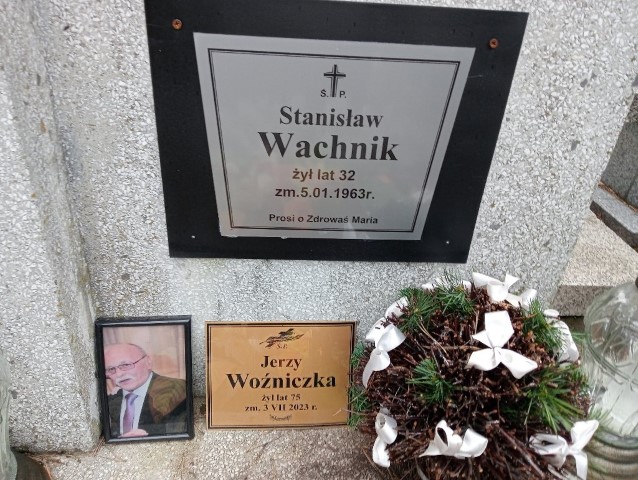 Ś. P.
Stanisław
Wachnik
żył lat 32
zm.5.01.1963r.
Prosi o Zdrowaś Maria
Ś.P.
Jerzy
Woźniczka
żył lat 75
zm. 3 VII 2023 r.